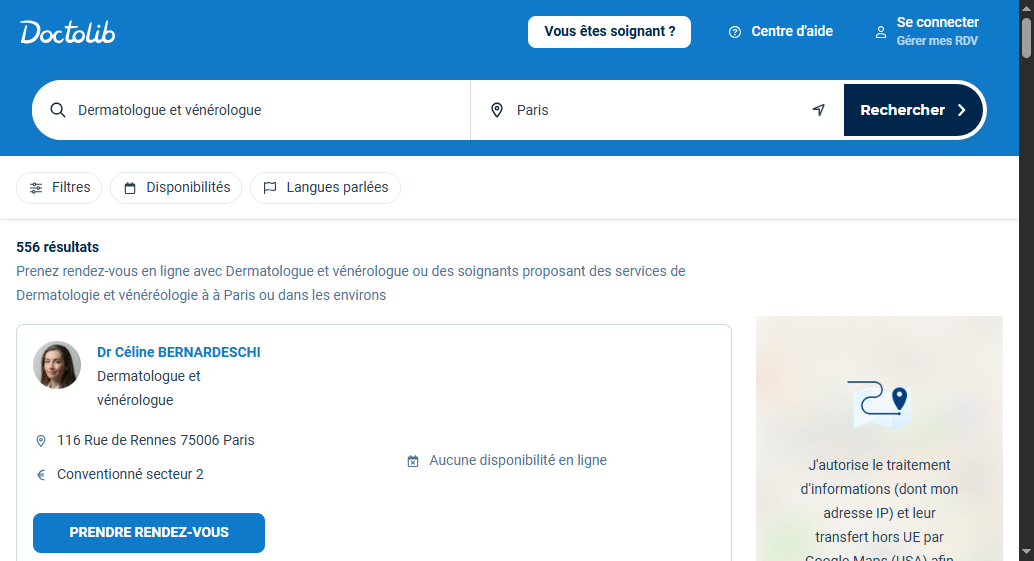 Doctolib
Vous êtes soignant ?
Centre d'aide
Se connecter
Gérer mes RDV
Dermatologue et vénérologue
Paris
Rechercher
Filtres
Disponibilités
Langues parlées
556 résultats
Prenez rendez-vous en ligne avec Dermatologue et vénérologue ou des soignants proposant des services de
Dermatologie et vénéréologie à à Paris ou dans les environs
Dr Céline BERNARDESCHI
Dermatologue et
vénérologue
116 Rue de Rennes 75006 Paris
Conventionné secteur 2
Aucune disponibilité en ligne
PRENDRE RENDEZ-VOUS
J'autorise le traitement
d'informations (dont mon
adresse IP) et leur
transfert hors UE par
Google Maps (USA) afin